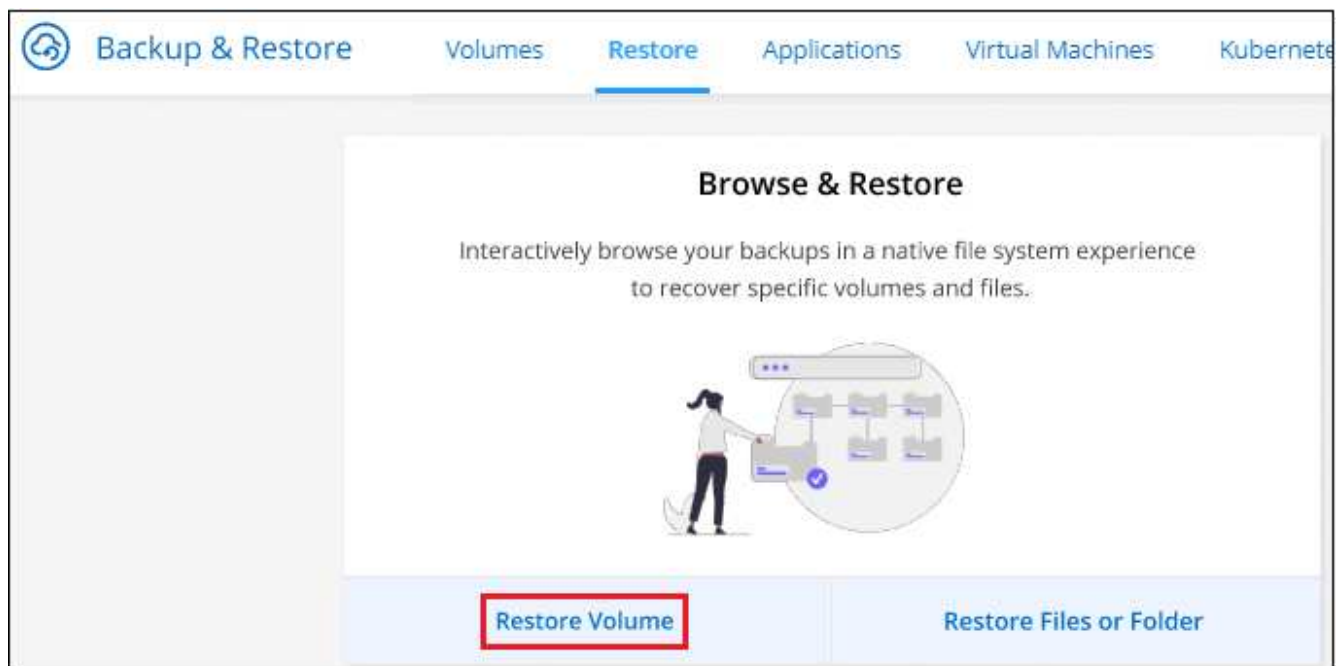 Backup & Restore Volumes Restore Applications Virtual Machines Kubernete
Browse & Restore
Interactively browse your backups in a native file system experience
to recover specific volumes and files.
Restore Volume Restore Files or Folder